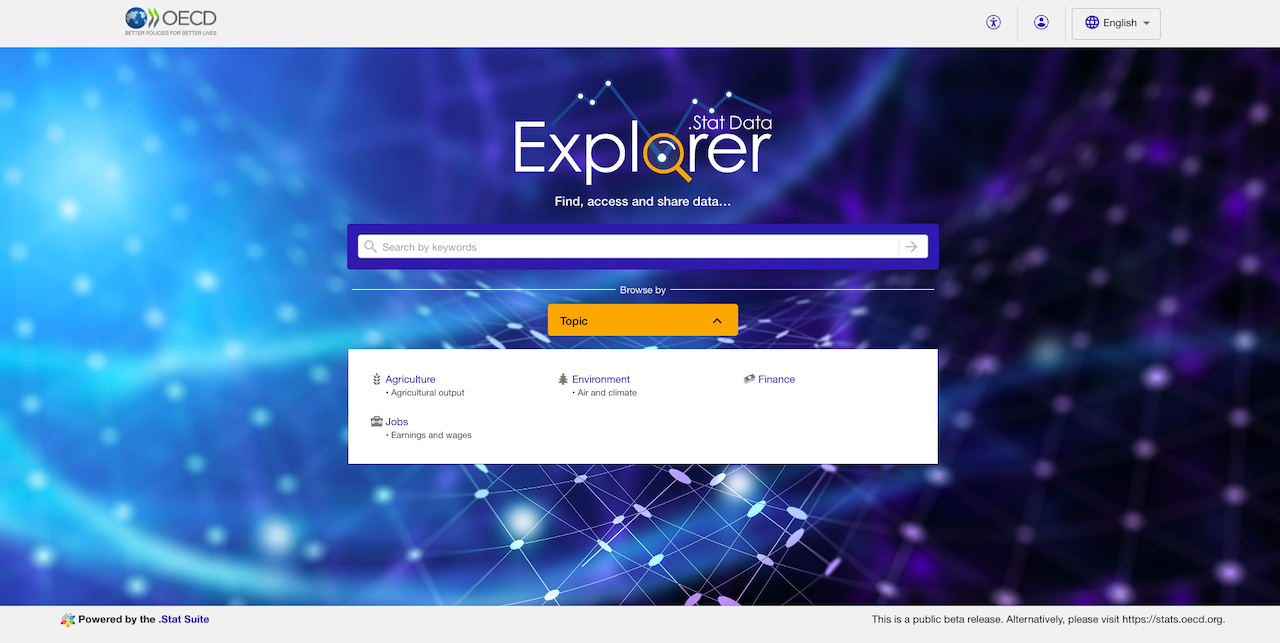 OECD
BETTER POLICIES FOR BETTER LIVES
English
.Stat Data
Explorer
Find, access and share data...
Search by keywords
Browse by
Topic
Agriculture
• Agricultural output
Environment
• Air and climate
Finance
Jobs
• Earnings and wages
Powered by the .Stat Suite
This is a public beta release. Alternatively, please visit https://stats.oecd.org.